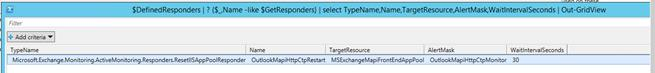 $DefinedResponders | ? {$_.Name -like $GetResponders} | select TypeName,Name,TargetResource,AlertMask,WaitIntervalSeconds | Out-GridView
Filter
Add criteria
TypeName Name TargetResource AlertMask WaitIntervalSeconds
Microsoft.Exchange.Monitoring.ActiveMonitoring.Responders.ResetIISAppPoolResponder OutlookMapiHttpCtpRestart MSExchangeMapiFrontEndAppPool OutlookMapiHttpCtpMonitor 30